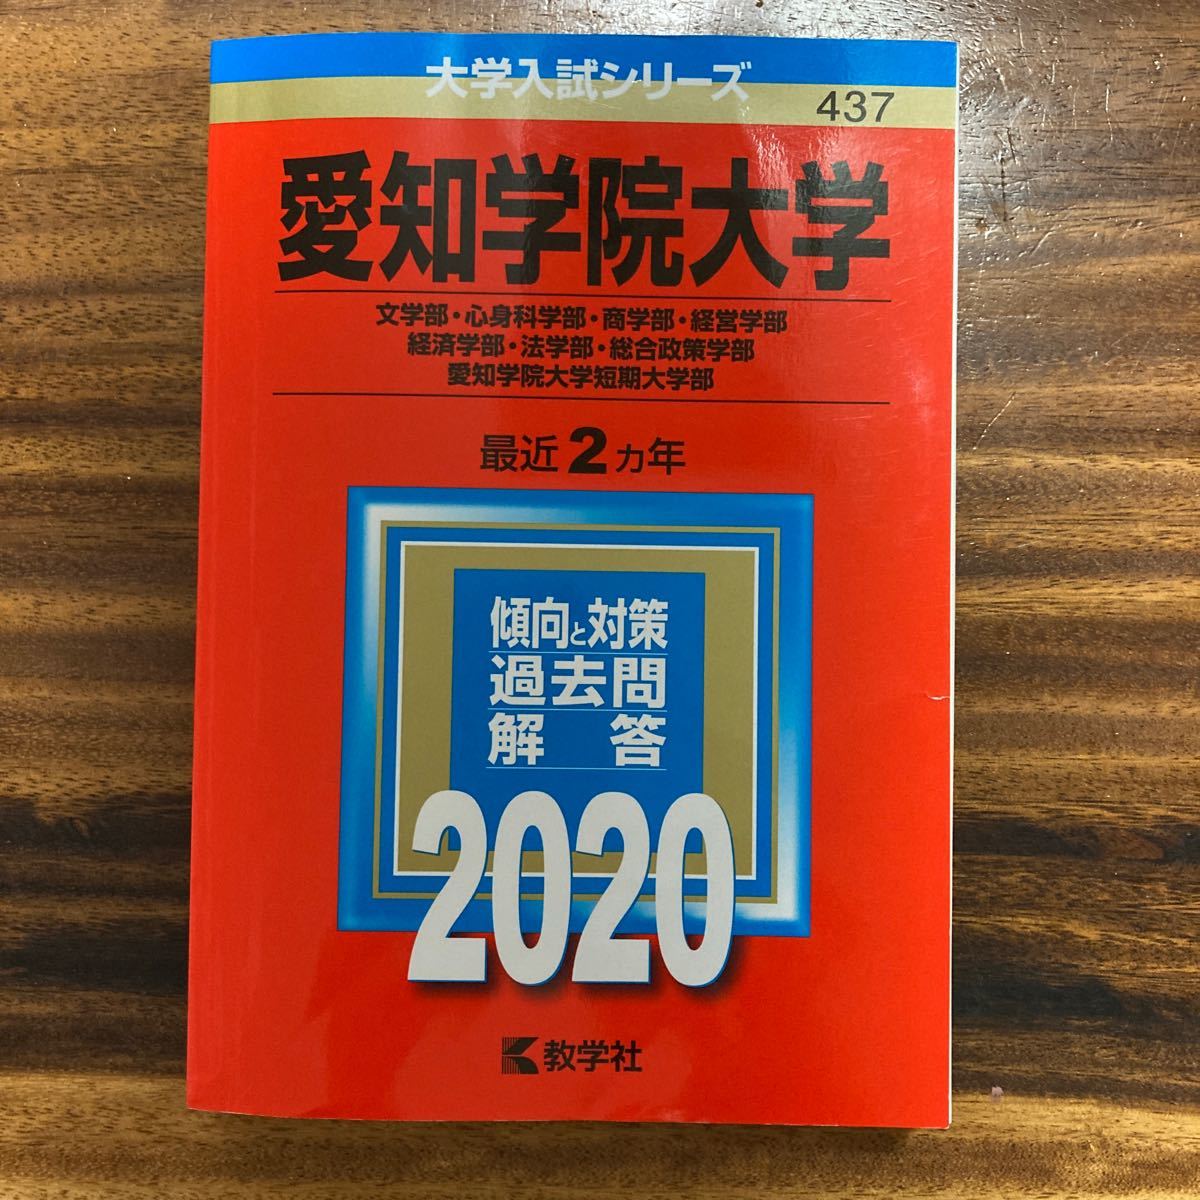 大学入試シリーズ
437
愛知学院大学
文学部・心身科学部・商学部・経営学部
経済学部・法学部・総合政策学部
愛知学院大学短期大学部
最近2カ年
傾向と対策
過去問
解答
2020
教学社